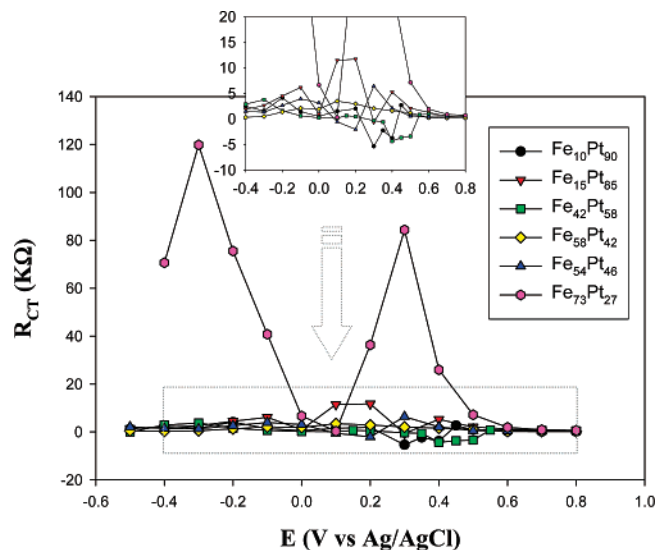 20
15
10
5
0
-5
-10
-0.4 -0.2 0.0 0.2 0.4 0.6 0.8
140
120
100
80
60
40
20
0
-20
R_CT (KΩ)
Fe₁₀Pt₉₀
Fe₁₅Pt₈₅
Fe₄₂Pt₅₈
Fe₅₈Pt₄₂
Fe₅₄Pt₄₆
Fe₇₃Pt₂₇
-0.6 -0.4 -0.2 0.0 0.2 0.4 0.6 0.8 1.0
E (V vs Ag/AgCl)